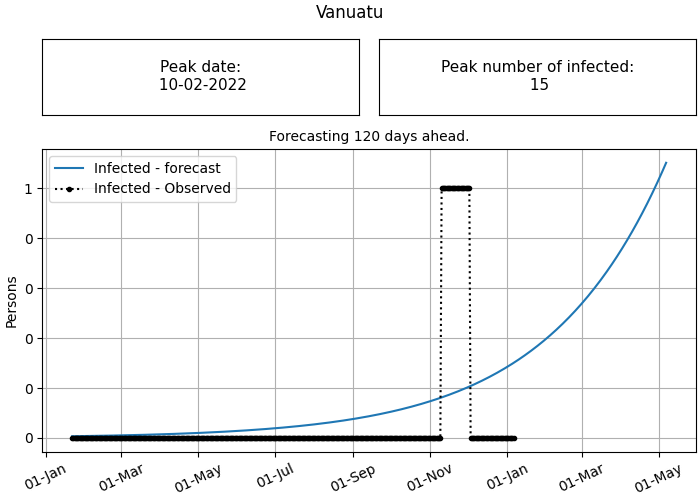 Vanuatu
Peak date:
10-02-2022
Peak number of infected:
15
Forecasting 120 days ahead.
Infected - forecast
Infected - Observed
Persons
1
0
0
0
0
0
01-Jan
01-Mar
01-May
01-Jul
01-Sep
01-Nov
01-Jan
01-Mar
01-May